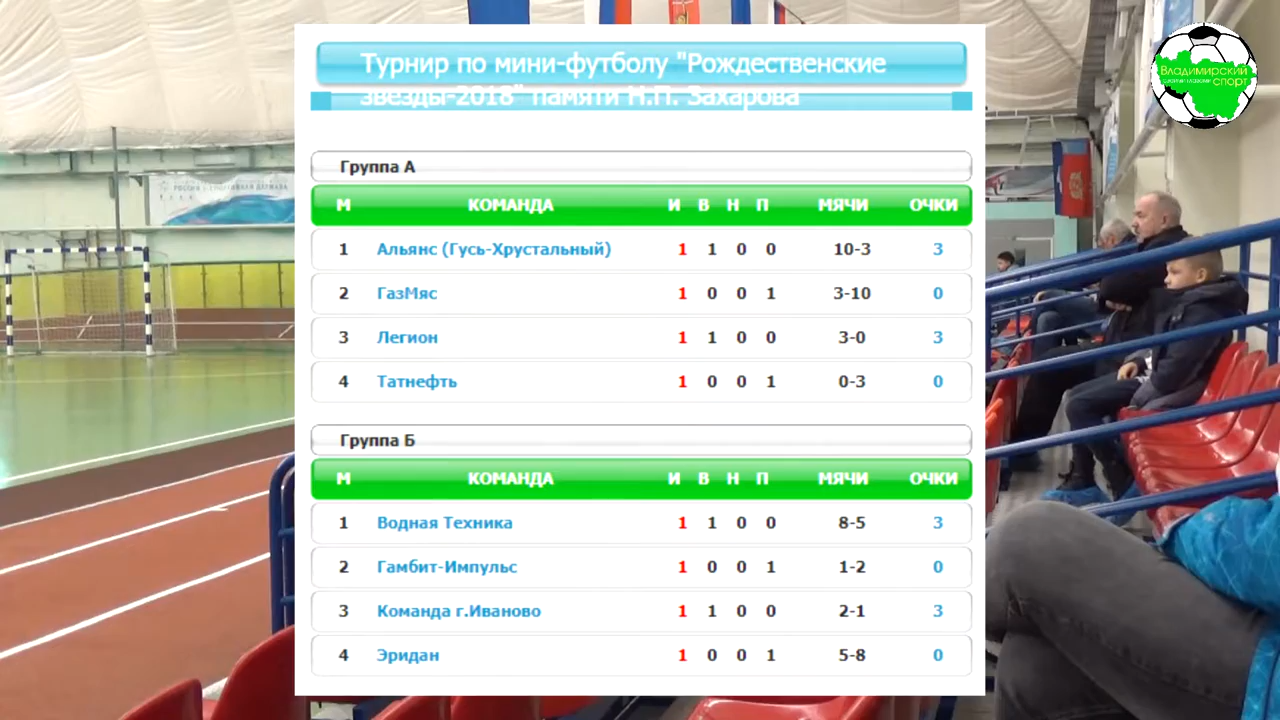 Турнир по мини-футболу "Рождественские
звезды-2018" памяти Н.П. Захарова
Группа А
М КОМАНДА И В Н П МЯЧИ ОЧКИ
1 Альянс (Гусь-Хрустальный) 1 1 0 0 10-3 3
2 ГазМяс 1 0 0 1 3-10 0
3 Легион 1 1 0 0 3-0 3
4 Татнефть 1 0 0 1 0-3 0
Группа Б
М КОМАНДА И В Н П МЯЧИ ОЧКИ
1 Водная Техника 1 1 0 0 8-5 3
2 Гамбит-Импульс 1 0 0 1 1-2 0
3 Команда г.Иваново 1 1 0 0 2-1 3
4 Эридан 1 0 0 1 5-8 0
Владимирский
спорт
РОССИЯ СПОРТИВНАЯ ДЕРЖАВА